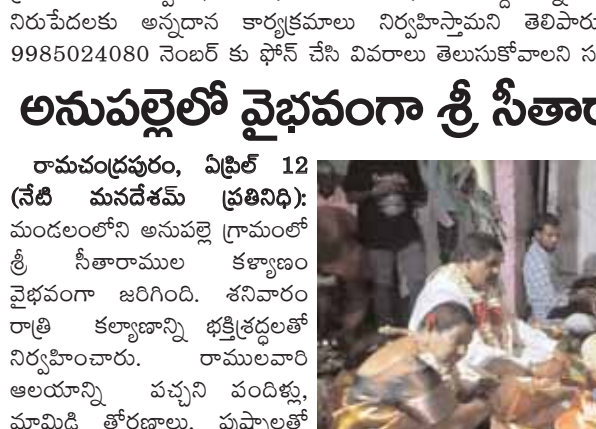 నిరుపేదలకు అన్నదాన కార్యక్రమాలు నిర్వహిస్తామని తెలిపారు
9985024080 నెంబర్ కు ఫోన్ చేసి వివరాలు తెలుసుకోవాలని
అనుపల్లెలో వైభవంగా శ్రీ
రామచంద్రపురం, ఏప్రిల్ 12
(నేటి మనదేశమ్ ప్రతినిధి):
మండలంలోని అనుపల్లె గ్రామంలో
శ్రీ సీతారాముల కళ్యాణం
వైభవంగా జరిగింది. శనివారం
రాత్రి కల్యాణాన్ని భక్తిశ్రద్ధలతో
నిర్వహించారు. రాములవారి
ఆలయాన్ని పచ్చని పందిళ్లు,
మామిడి తోరణాలు, పుష్పాలతో